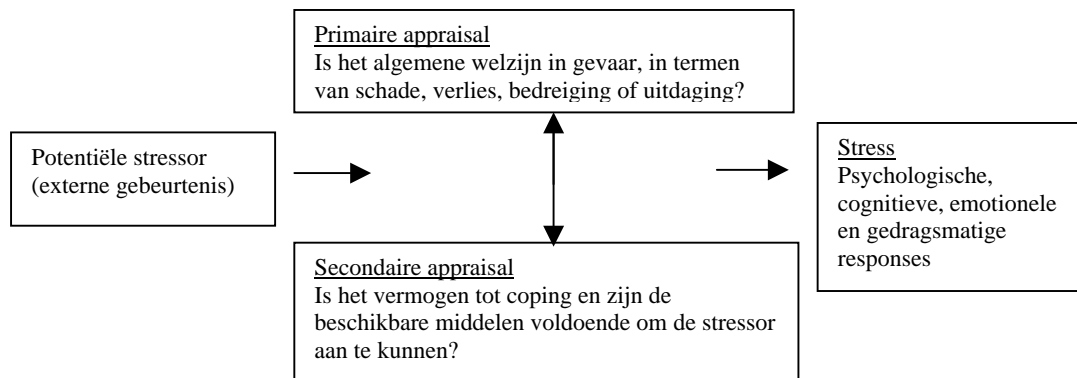 Primaire appraisal
Is het algemene welzijn in gevaar, in termen
van schade, verlies, bedreiging of uitdaging?
Potentiële stressor
(externe gebeurtenis)
Stress
Psychologische,
cognitieve, emotionele
en gedragsmatige
responses
Secondaire appraisal
Is het vermogen tot coping en zijn de
beschikbare middelen voldoende om de stressor
aan te kunnen?